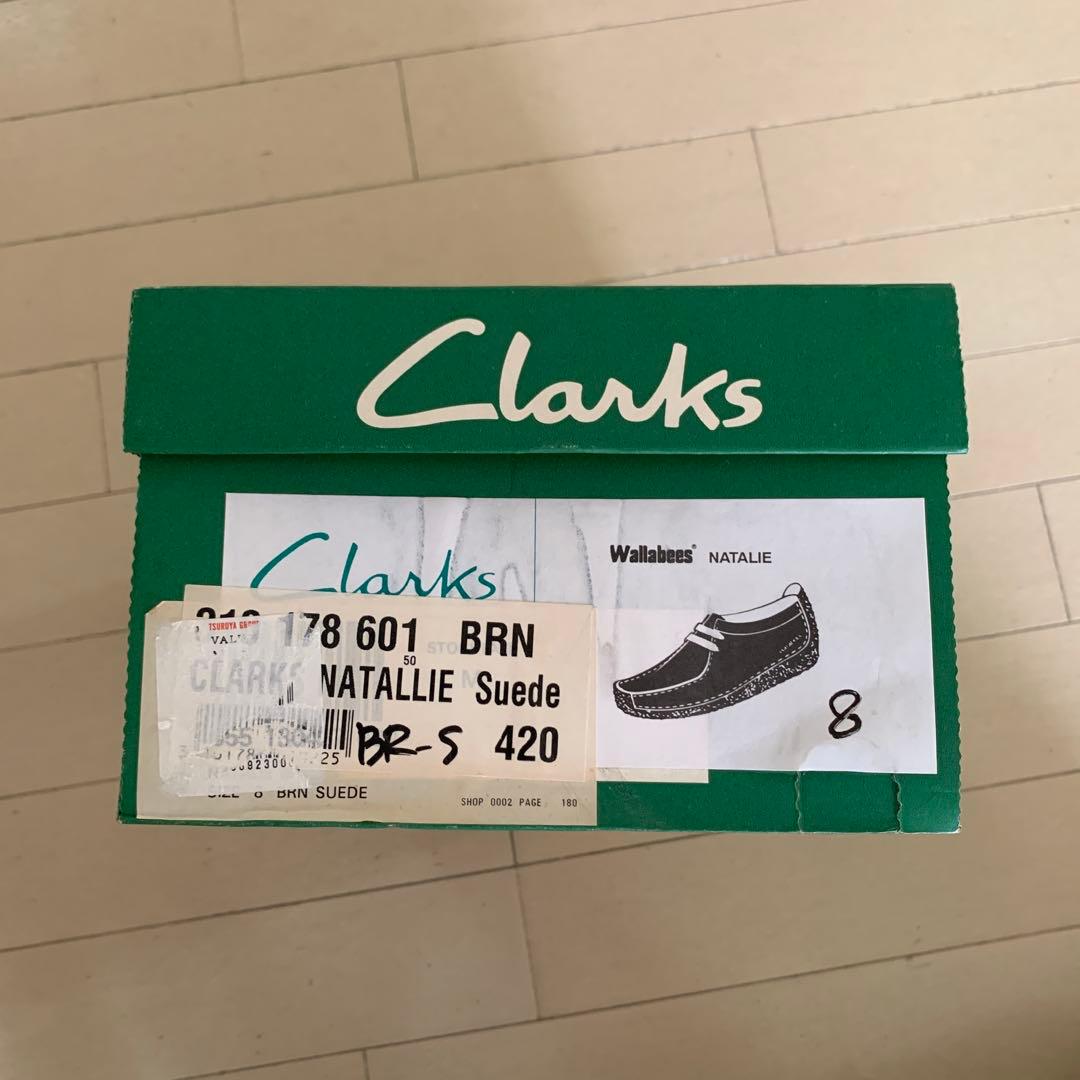 Clarks
Clarks
Wallabees® NATALIE
178 601 BRN
TSURUYA
50
CLARKS NATALLIE Suede
BR-S 420
8
SIZE 8 BRN SUEDE
SHOP 0002 PAGE 180